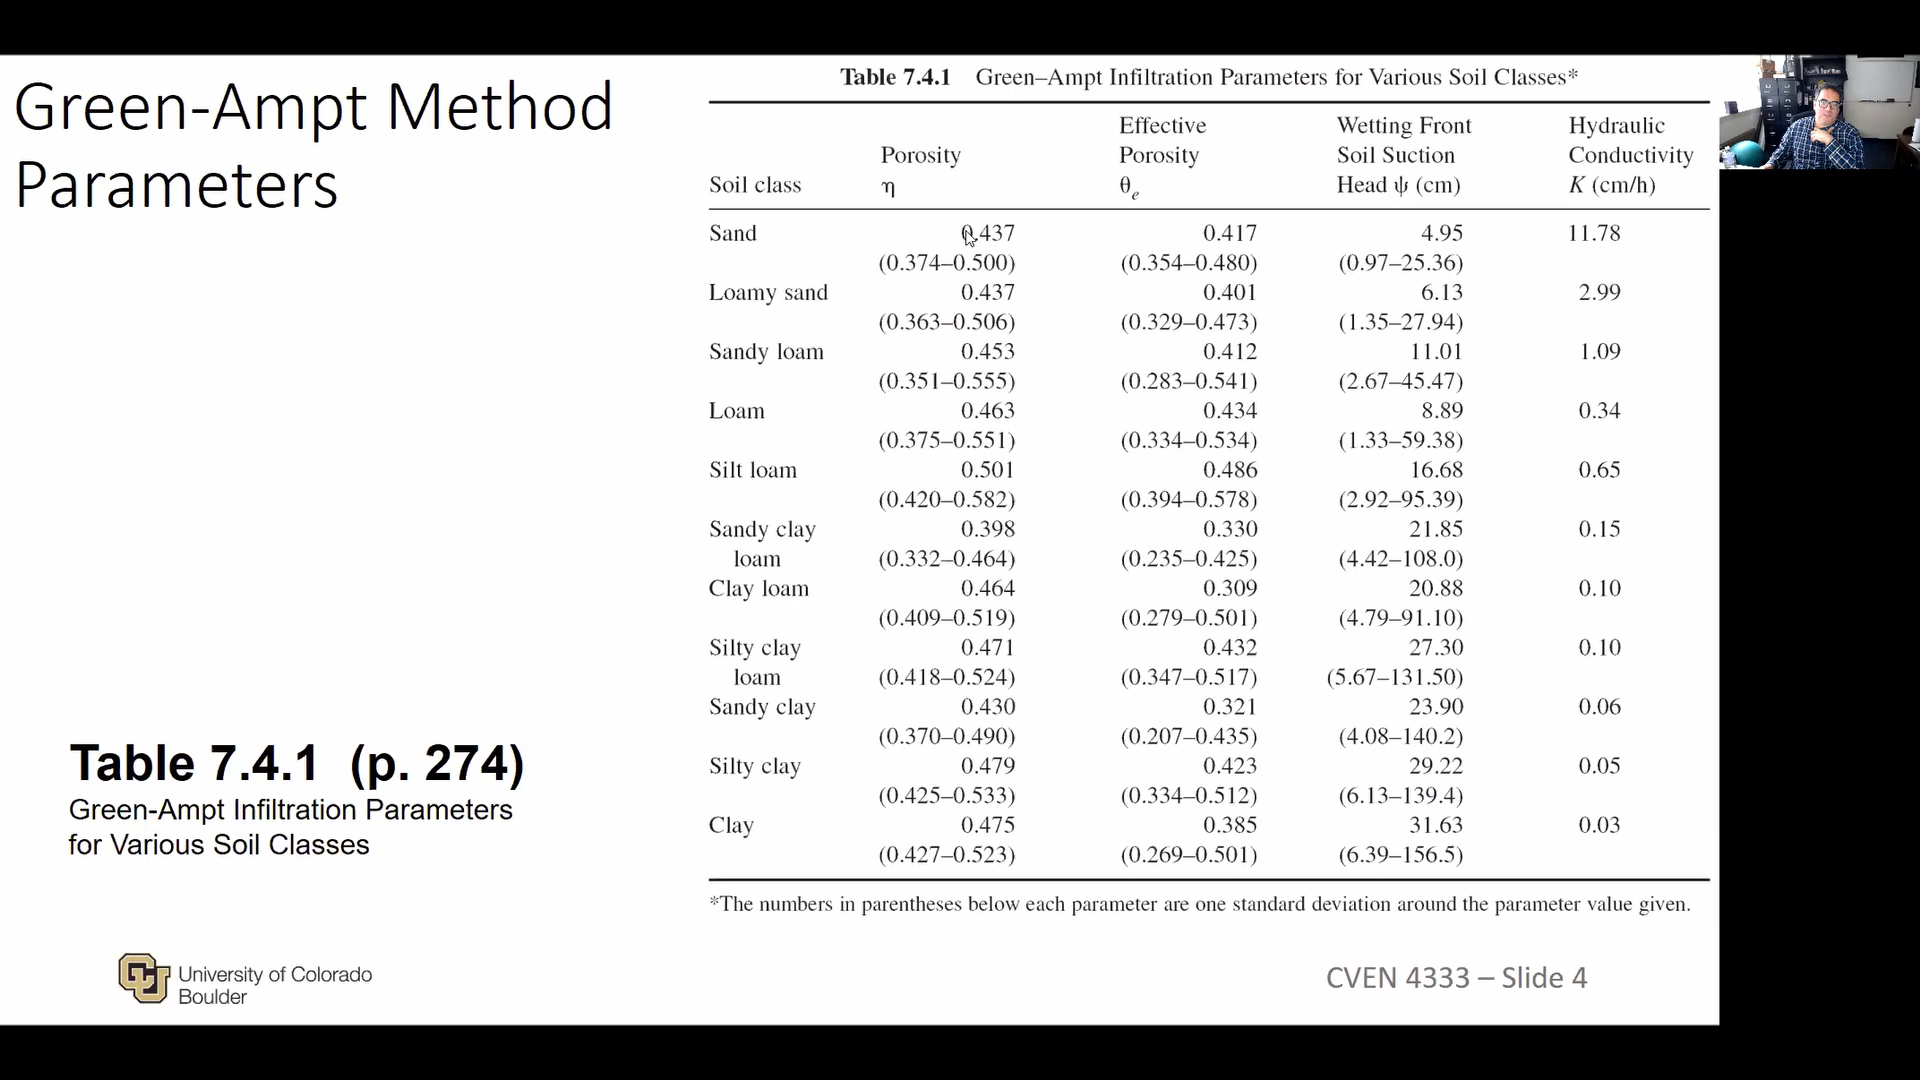 Green-Ampt Method
Parameters
Table 7.4.1 Green–Ampt Infiltration Parameters for Various Soil Classes*
Effective Wetting Front Hydraulic
Porosity Porosity Soil Suction Conductivity
Soil class η θe Head ψ (cm) K (cm/h)
Sand 0.437 0.417 4.95 11.78
(0.374–0.500) (0.354–0.480) (0.97–25.36)
Loamy sand 0.437 0.401 6.13 2.99
(0.363–0.506) (0.329–0.473) (1.35–27.94)
Sandy loam 0.453 0.412 11.01 1.09
(0.351–0.555) (0.283–0.541) (2.67–45.47)
Loam 0.463 0.434 8.89 0.34
(0.375–0.551) (0.334–0.534) (1.33–59.38)
Silt loam 0.501 0.486 16.68 0.65
(0.420–0.582) (0.394–0.578) (2.92–95.39)
Sandy clay 0.398 0.330 21.85 0.15
loam (0.332–0.464) (0.235–0.425) (4.42–108.0)
Clay loam 0.464 0.309 20.88 0.10
(0.409–0.519) (0.279–0.501) (4.79–91.10)
Silty clay 0.471 0.432 27.30 0.10
loam (0.418–0.524) (0.347–0.517) (5.67–131.50)
Sandy clay 0.430 0.321 23.90 0.06
(0.370–0.490) (0.207–0.435) (4.08–140.2)
Silty clay 0.479 0.423 29.22 0.05
(0.425–0.533) (0.334–0.512) (6.13–139.4)
Clay 0.475 0.385 31.63 0.03
(0.427–0.523) (0.269–0.501) (6.39–156.5)
*The numbers in parentheses below each parameter are one standard deviation around the parameter value given.
Table 7.4.1 (p. 274)
Green-Ampt Infiltration Parameters
for Various Soil Classes
CU
University of Colorado
Boulder
CVEN 4333 – Slide 4